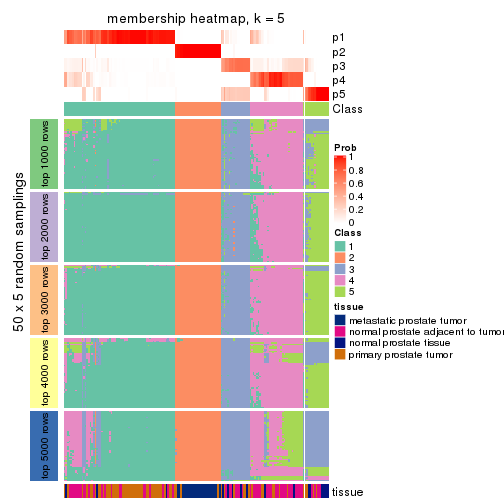 membership heatmap, k = 5
p1
p2
p3
p4
p5
Class
50 x 5 random samplings
top 1000 rows
top 2000 rows
top 3000 rows
top 4000 rows
top 5000 rows
tissue
Prob
1
0.8
0.6
0.4
0.2
0
Class
1
2
3
4
5
tissue
metastatic prostate tumor
normal prostate adjacent to tumor
normal prostate tissue
primary prostate tumor